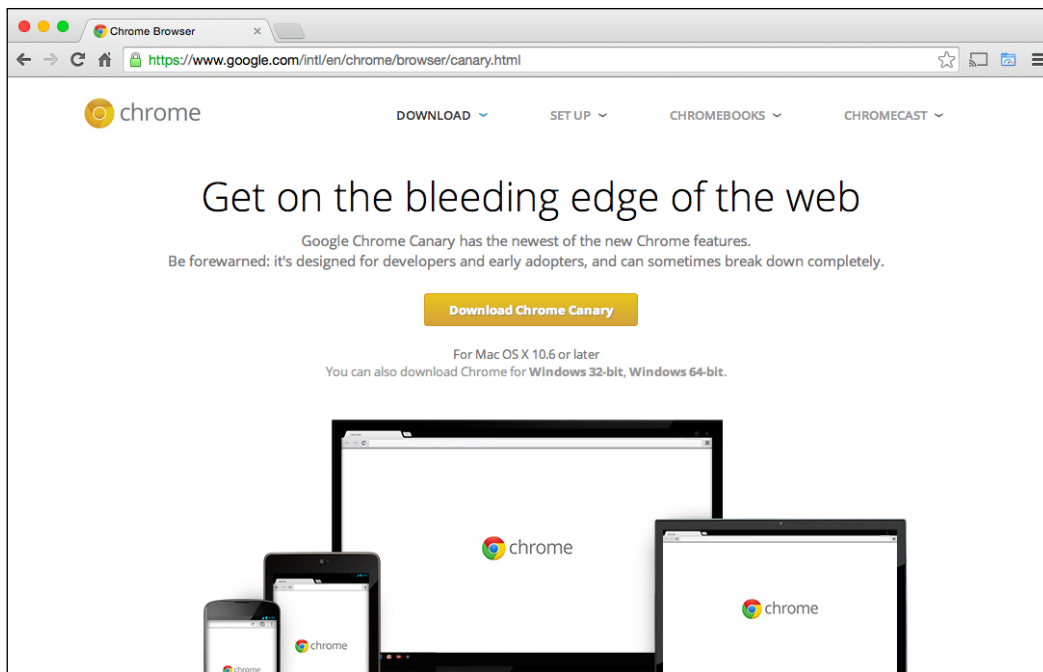 Chrome Browser
https://www.google.com/intl/en/chrome/browser/canary.html
chrome DOWNLOAD SET UP CHROMEBOOKS CHROMECAST
Get on the bleeding edge of the web
Google Chrome Canary has the newest of the new Chrome features.
Be forewarned: it's designed for developers and early adopters, and can sometimes break down completely.
Download Chrome Canary
For Mac OS X 10.6 or later
You can also download Chrome for Windows 32-bit, Windows 64-bit.
chrome
chrome
chrome
chrome